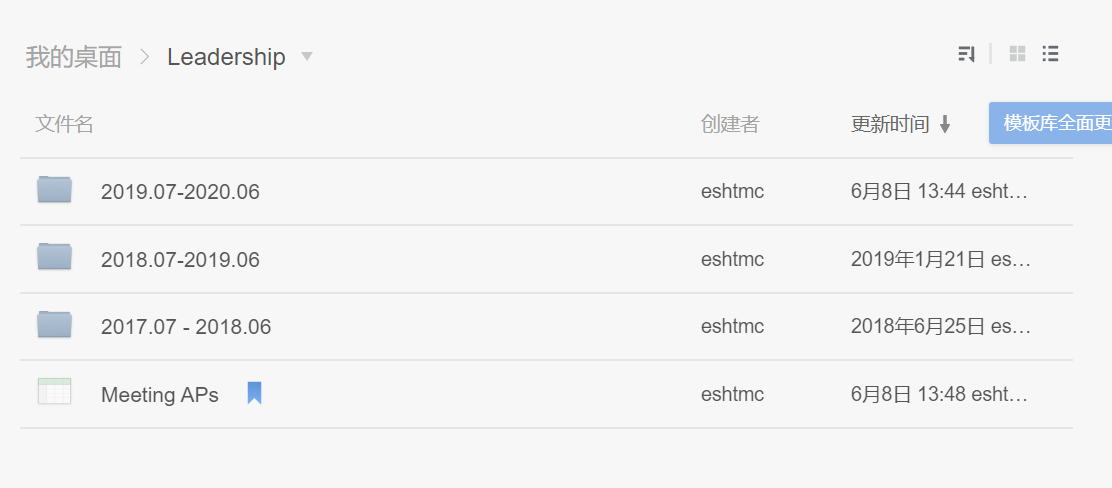 我的桌面 Leadership
文件名 创建者 更新时间 模板库全面更
2019.07-2020.06 eshtmc 6月8日 13:44 esht…
2018.07-2019.06 eshtmc 2019年1月21日 es…
2017.07 - 2018.06 eshtmc 2018年6月25日 es…
Meeting APs eshtmc 6月8日 13:48 esht…